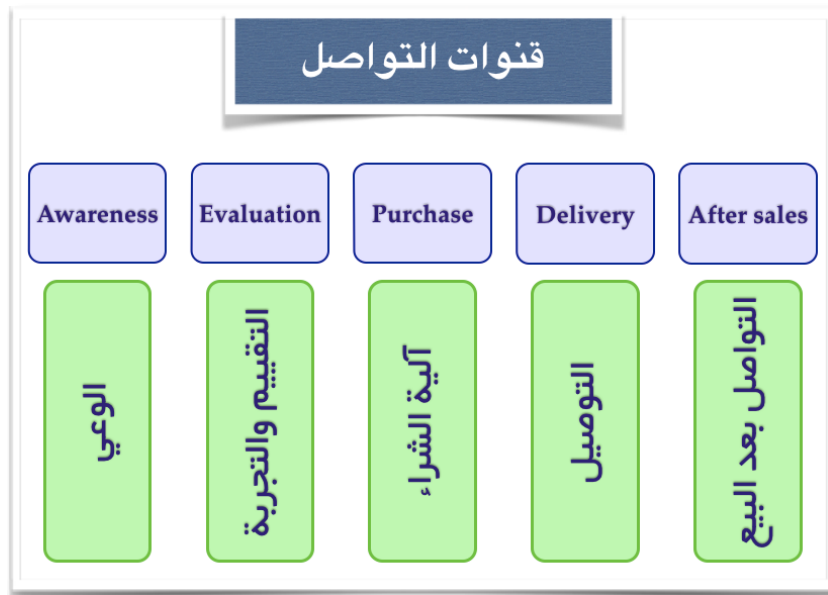 قنوات التواصل
Awareness
Evaluation
Purchase
Delivery
After sales
الوعي
التقييم والتجربة
آلية الشراء
التوصيل
التواصل بعد البيع